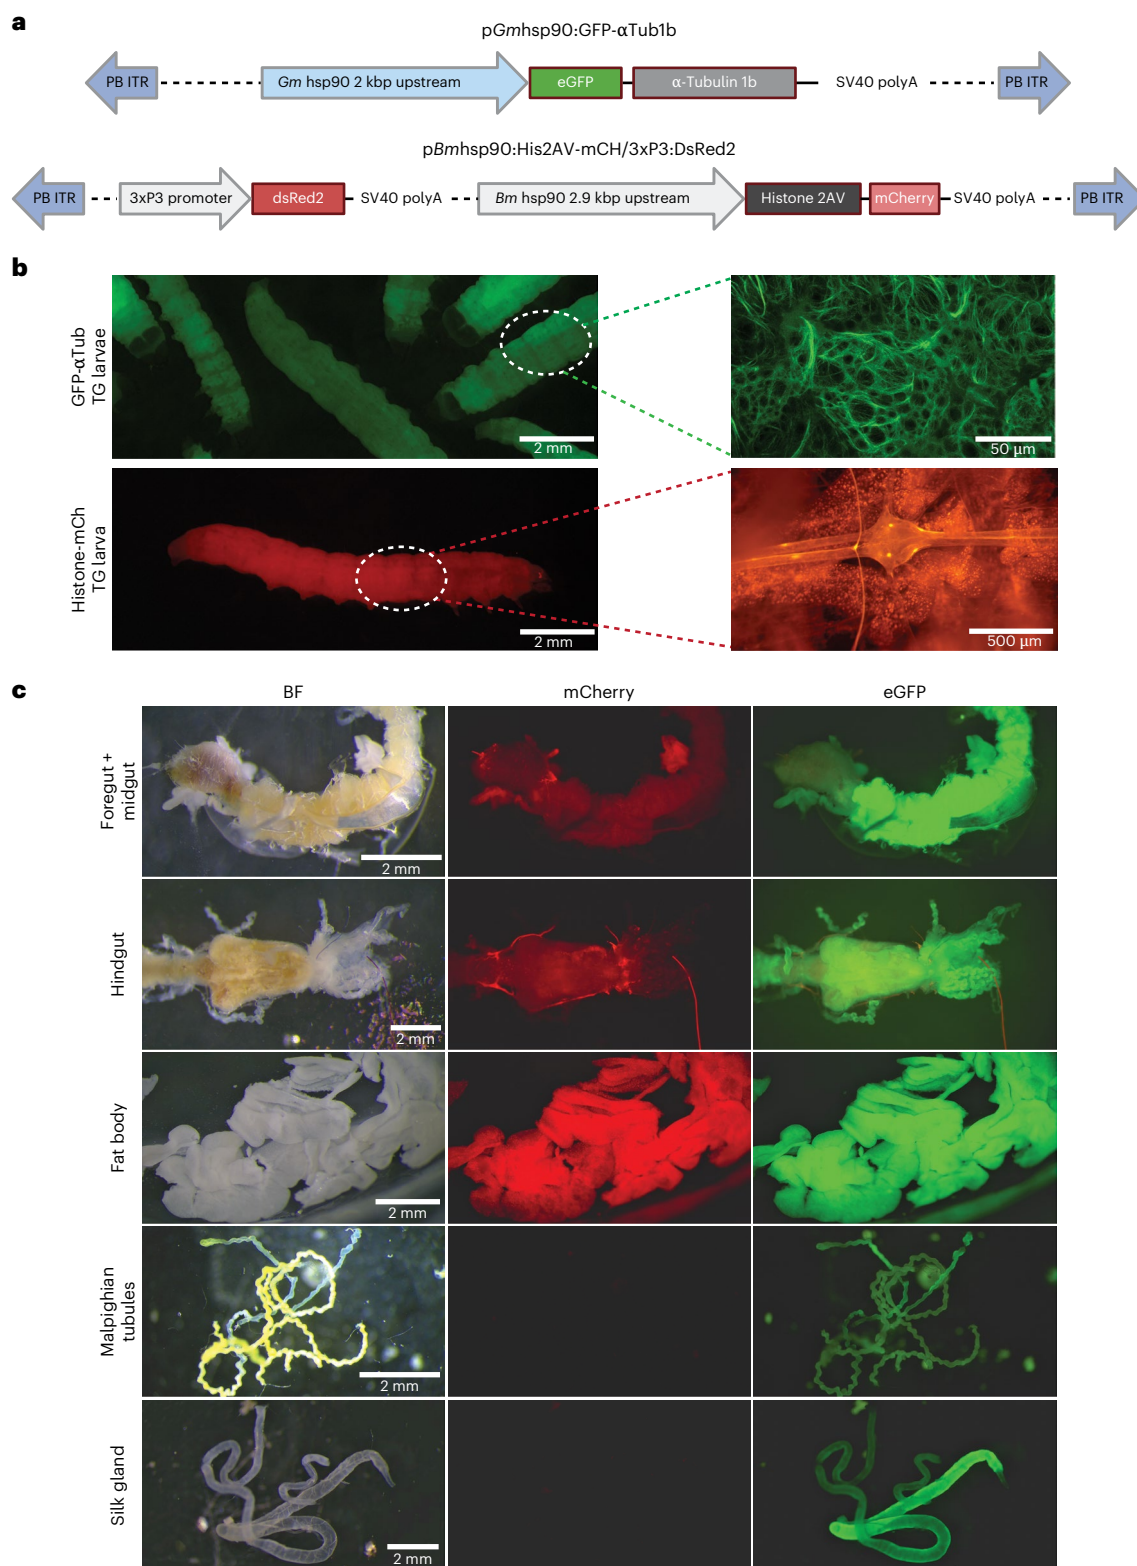 a
pGmhsp90:GFP-αTub1b
PB ITR
Gm hsp90 2 kbp upstream
eGFP
α-Tubulin 1b
SV40 polyA
PB ITR
pBmhsp90:His2AV-mCH/3xP3:DsRed2
PB ITR
3xP3 promoter
dsRed2
SV40 polyA
Bm hsp90 2.9 kbp upstream
Histone 2AV
mCherry
SV40 polyA
PB ITR
b
GFP-αTub
TG larvae
2 mm
50 µm
Histone-mCh
TG larva
2 mm
500 µm
c
BF
mCherry
eGFP
Foregut +
midgut
2 mm
Hindgut
2 mm
Fat body
2 mm
Malpighian
tubules
2 mm
Silk gland
2 mm